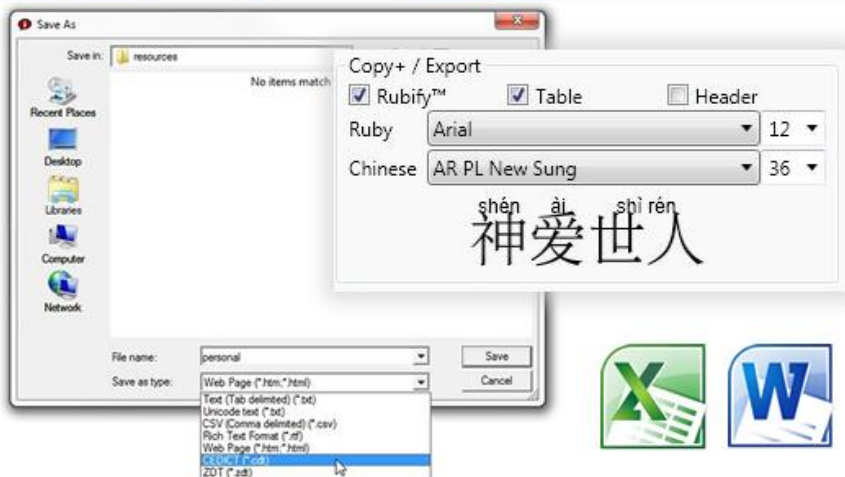 Save As
Save in: resources
No items match
Recent Places
Desktop
Libraries
Computer
Network
File name: personal
Save
Save as type: Web Page (*.htm;*.html)
Cancel
Text (Tab delimited) (*.txt)
Unicode text (*.txt)
CSV (Comma delimited) (*.csv)
Rich Text Format (*.rtf)
Web Page (*.htm;*.html)
CEDICT (*.cdt)
ZDT (*.zdt)
Copy+ / Export
Rubify™ Table Header
Ruby Arial 12
Chinese AR PL New Sung 36
shén ài shì rén
神爱世人
X
W